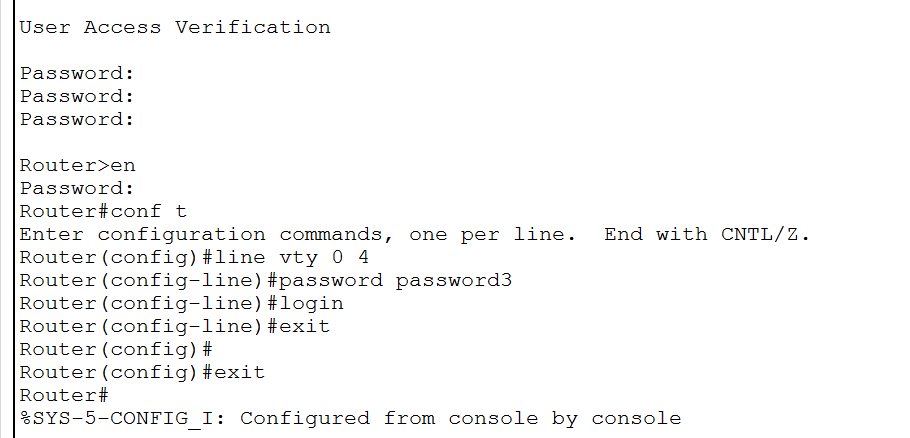 User Access Verification
Password:
Password:
Password:
Router>en
Password:
Router#conf t
Enter configuration commands, one per line.  End with CNTL/Z.
Router(config)#line vty 0 4
Router(config-line)#password password3
Router(config-line)#login
Router(config-line)#exit
Router(config)#
Router(config)#exit
Router#
%SYS-5-CONFIG_I: Configured from console by console